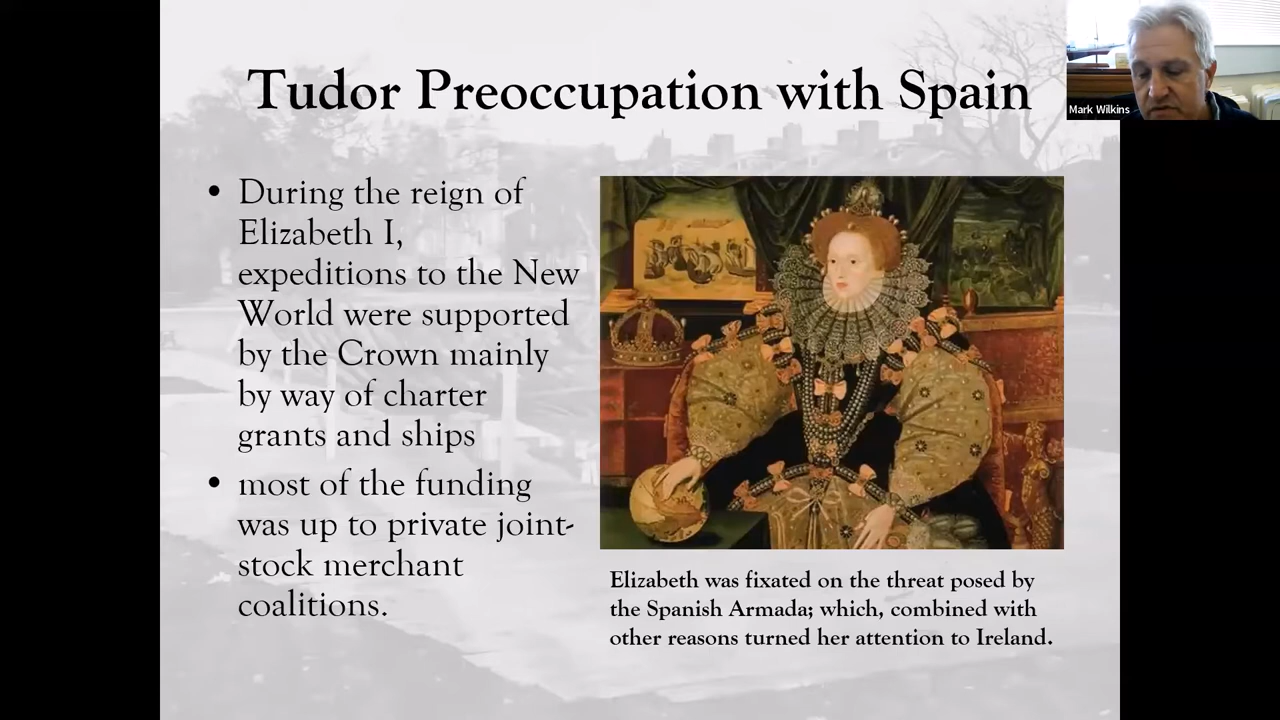 Tudor Preoccupation with Spain
Mark Wilkins
• During the reign of
Elizabeth I,
expeditions to the New
World were supported
by the Crown mainly
by way of charter
grants and ships
• most of the funding
was up to private joint-
stock merchant
coalitions.
Elizabeth was fixated on the threat posed by
the Spanish Armada; which, combined with
other reasons turned her attention to Ireland.